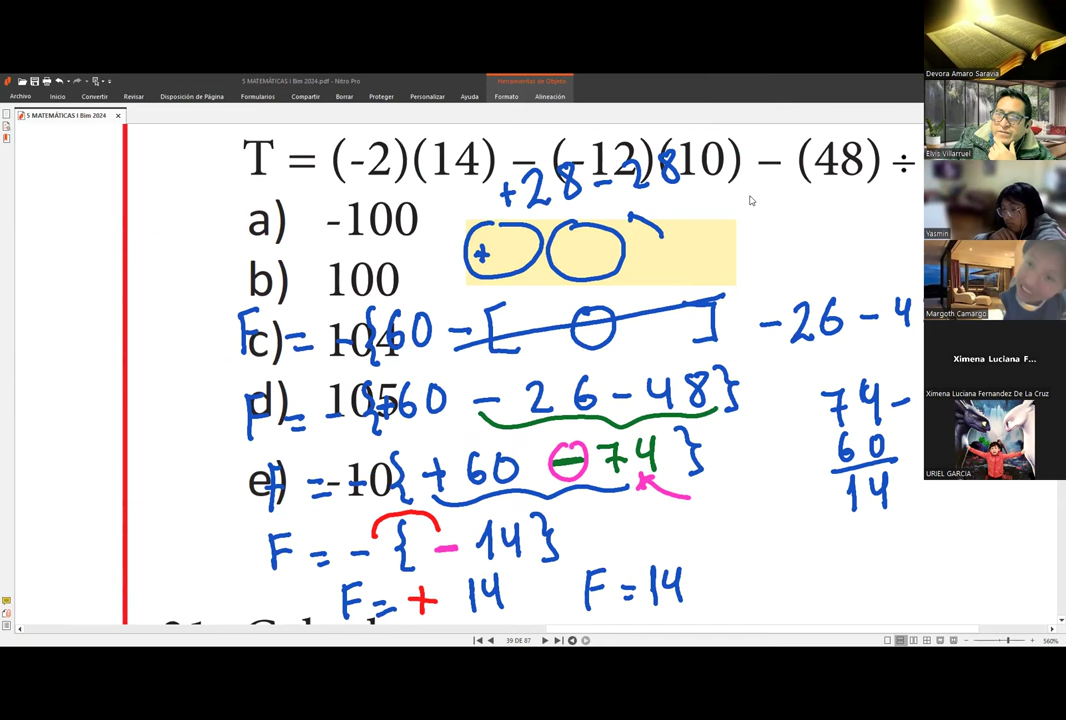 5 MATEMÁTICAS I Bim 2024.pdf - Nitro Pro
Herramientas de Objeto
Archivo Inicio Convertir Revisar Disposición de Página Formularios Compartir Borrar Proteger Personalizar Ayuda Formato Alineación
5 MATEMÁTICAS I Bim 2024 ×
T = (-2)(14) – (-12)(10) – (48) ÷
+28 - 28
a) -100
+
b) 100
c) 104
F = -{60 - [ ] -26 - 4
d) 105
F = -{+60 - 26 - 48}
74 -
60
14
e) -10
F = -{+60 - 74}
F = -{- 14}
F = + 14 F = 14
39 DE 87
560%
Devora Amaro Saravia
Elvis Villarruel
Yasmin
Margoth Camargo
Ximena Luciana F...
Ximena Luciana Fernandez De La Cruz
URIEL GARCIA